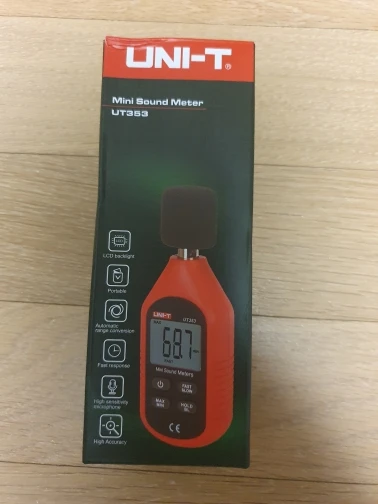 UNI-T®
Mini Sound Meter
UT353
LCD backlight
Portable
Automatic
range conversion
Fast response
High sensitivity
microphone
High Accuracy
UNI-T
UT353
68.7
Mini Sound Meters
FAST
SLOW
MAX
MIN
HOLD
CE